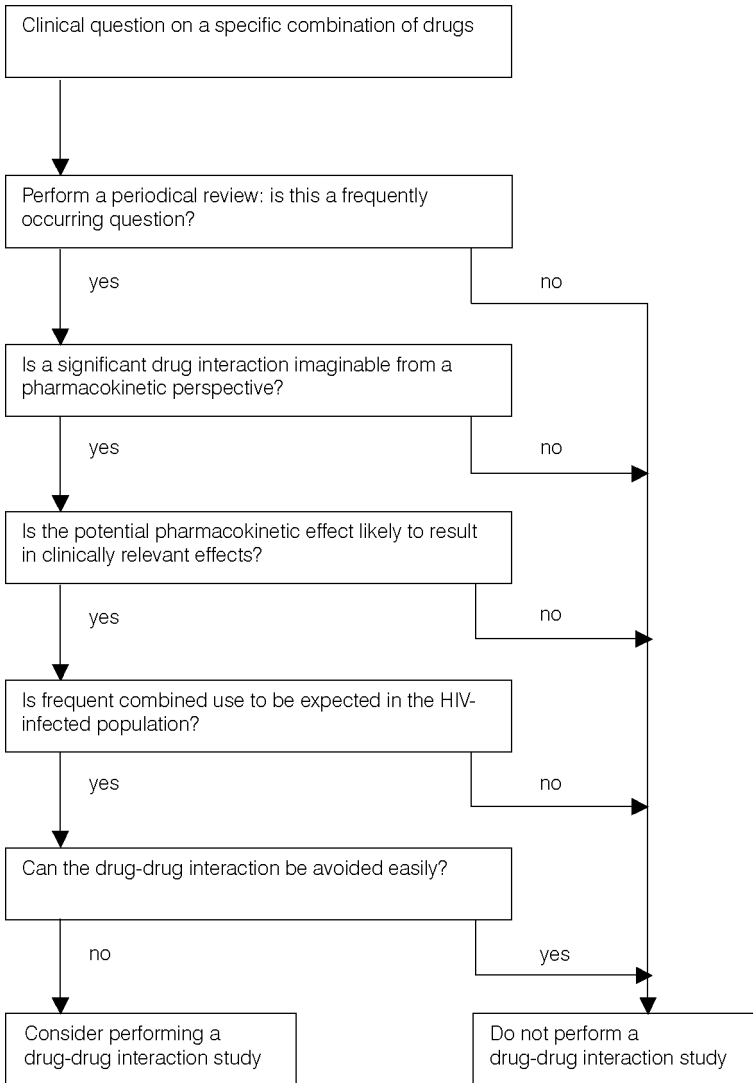 Clinical question on a specific combination of drugs
Perform a periodical review: is this a frequently
occurring question?
yes
no
Is a significant drug interaction imaginable from a
pharmacokinetic perspective?
yes
no
Is the potential pharmacokinetic effect likely to result
in clinically relevant effects?
yes
no
Is frequent combined use to be expected in the HIV-
infected population?
yes
no
Can the drug-drug interaction be avoided easily?
no
yes
Consider performing a
drug-drug interaction study
Do not perform a
drug-drug interaction study